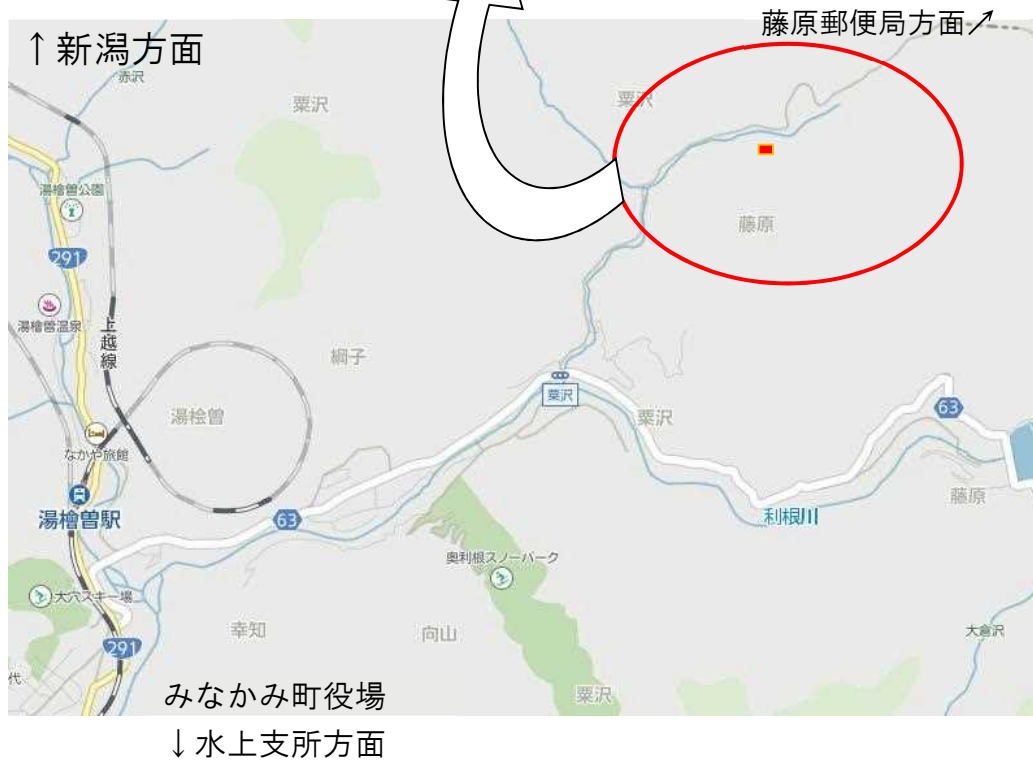 藤原郵便局方面↗
↑新潟方面
赤沢
粟沢
粟沢
湯檜曽公園
291
藤原
湯檜曽温泉
上越線
綱子
粟沢
湯桧曽
粟沢
63
なかや旅館
藤原
湯檜曽駅
63
利根川
奥利根スノーパーク
大穴スキー場
幸知
向山
大倉沢
291
代
粟沢
みなかみ町役場
↓水上支所方面